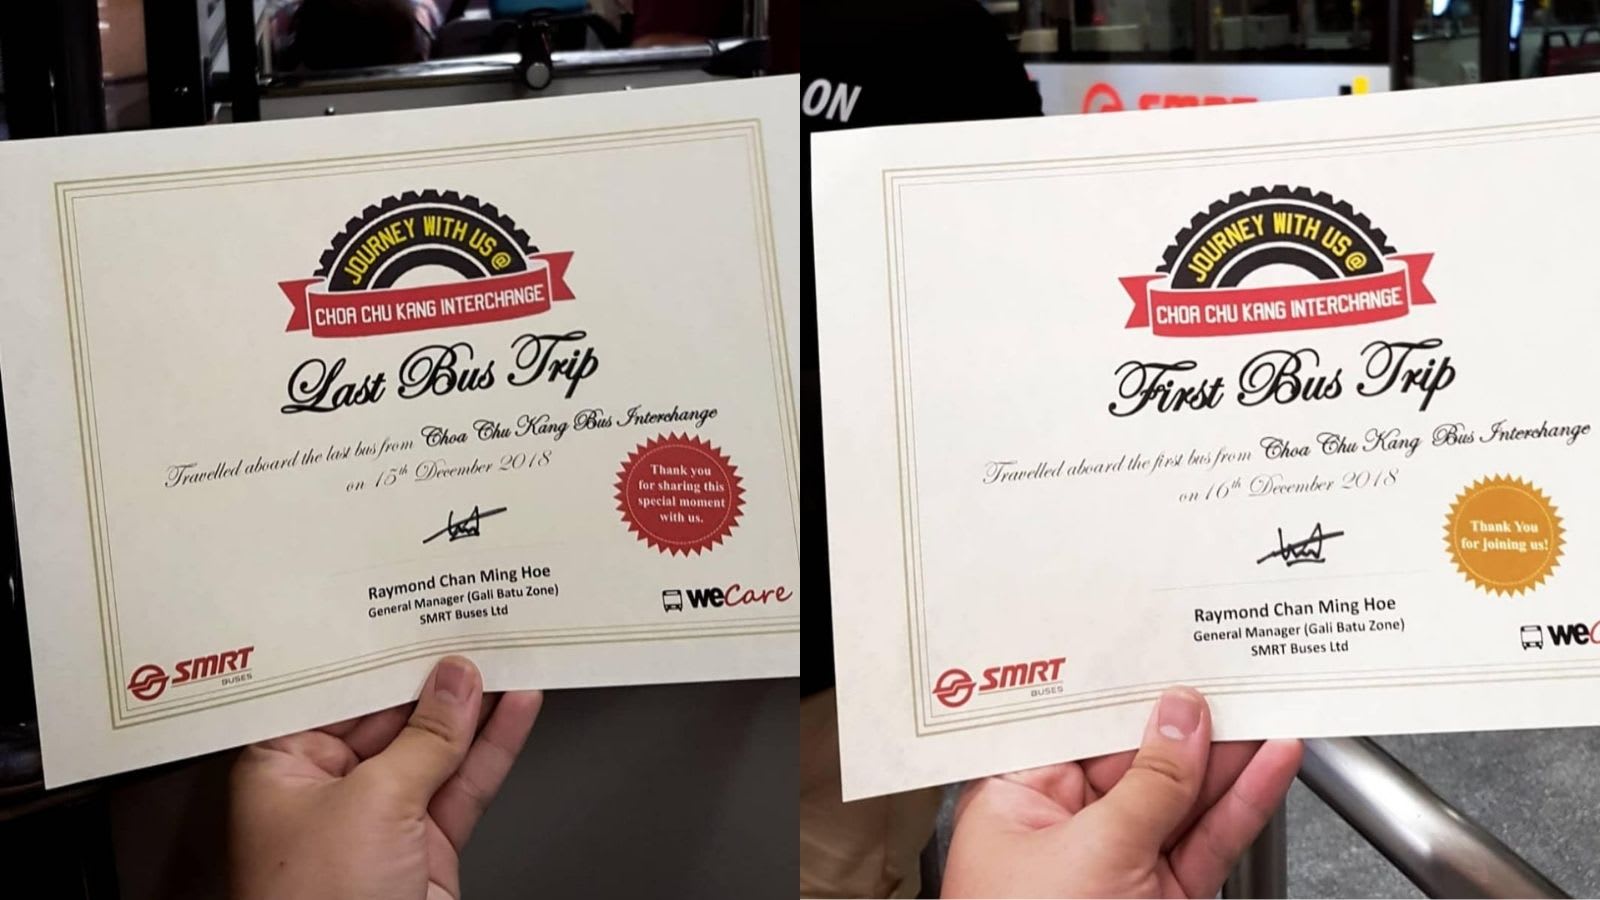 JOURNEY WITH US @
CHOA CHU KANG INTERCHANGE
Last Bus Trip
Travelled aboard the last bus from Choa Chu Kang Bus Interchange
on 15th December 2018
Thank you
for sharing this
special moment
with us.
Raymond Chan Ming Hoe
General Manager (Gali Batu Zone)
SMRT Buses Ltd
weCare
SMRT
BUSES
ON
SMRT
JOURNEY WITH US @
CHOA CHU KANG INTERCHANGE
First Bus Trip
Travelled aboard the first bus from Choa Chu Kang Bus Interchange
on 16th December 2018
Thank You
for joining us!
Raymond Chan Ming Hoe
General Manager (Gali Batu Zone)
SMRT Buses Ltd
weC
SMRT
BUSES